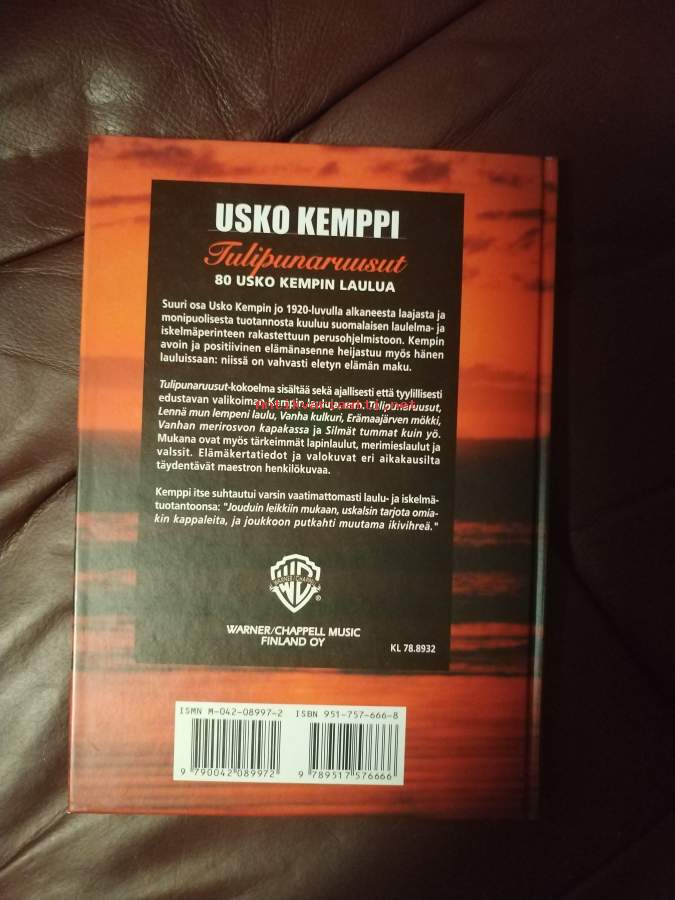 USKO KEMPPI
Tulipunaruusut
80 USKO KEMPIN LAULUA
Suuri osa Usko Kempin jo 1920-luvulla alkaneesta laajasta ja
monipuolisesta tuotannosta kuuluu suomalaisen laulelma- ja
iskelmäperinteen rakastettuun perusohjelmistoon. Kempin
avoin ja positiivinen elämänasenne heijastuu myös hänen
lauluissaan: niissä on vahvasti eletyn elämän maku.
Tulipunaruusut-kokoelma sisältää sekä ajallisesti että tyylillisesti
edustavan valikoiman Kempin lauluja, mm. Tulipunaruusut,
Lennä mun lempeni laulu, Vanha kulkuri, Erämaajärven mökki,
Vanhan merirosvon kapakassa ja Silmät tummat kuin yö.
Mukana ovat myös tärkeimmät lapinlaulut, merimieslaulut ja
valssit. Elämäkertatiedot ja valokuvat eri aikakausilta
täydentävät maestron henkilökuvaa.
Kemppi itse suhtautui varsin vaatimattomasti laulu- ja iskelmä-
tuotantoonsa: "Jouduin leikkiin mukaan, uskalsin tarjota omia-
kin kappaleita, ja joukkoon putkahti muutama ikivihreä."
WARNER/CHAPPELL
®
WARNER/CHAPPELL MUSIC
FINLAND OY
KL 78.8932
ISMN M-042-08997-2 ISBN 951-757-666-8
9 790042 089972 9 789517 576666